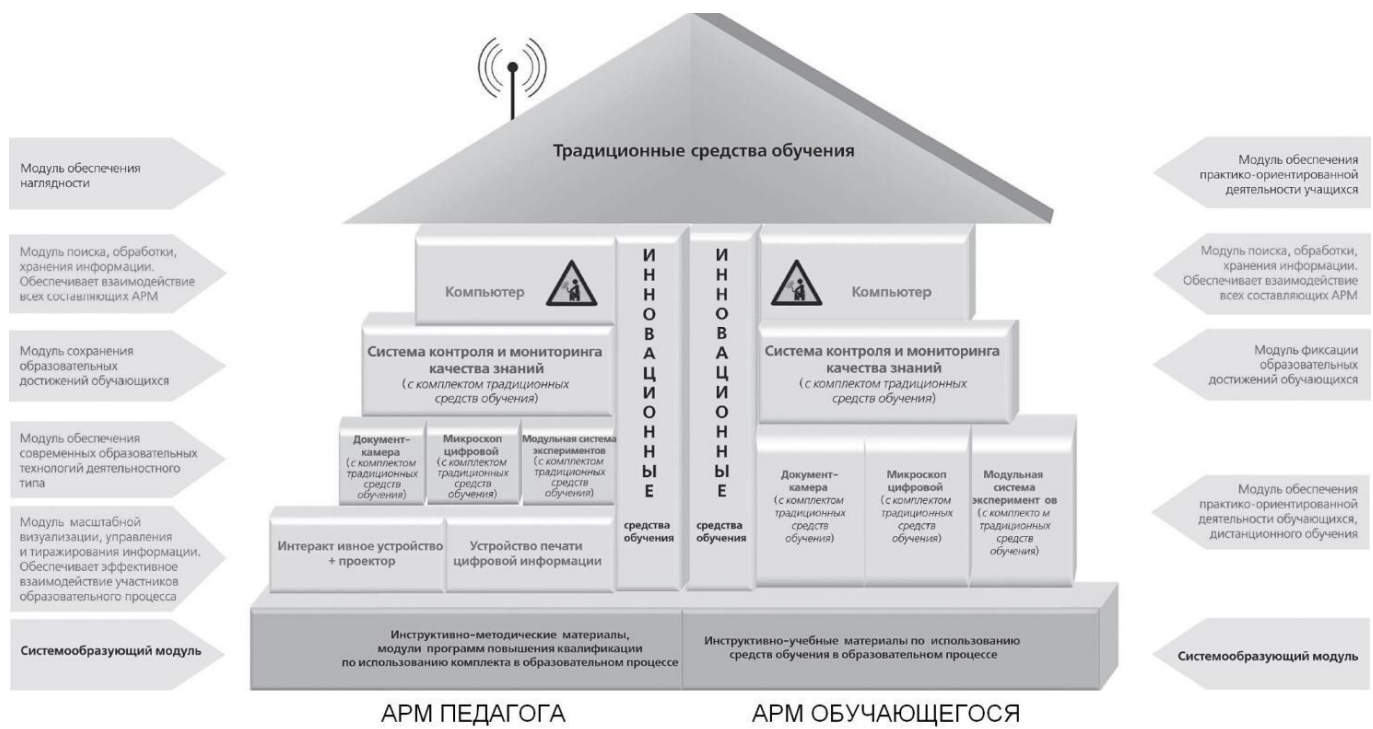 Традиционные средства обучения
Модуль обеспечения
наглядности
Модуль поиска, обработки,
хранения информации.
Обеспечивает взаимодействие
всех составляющих АРМ
Модуль сохранения
образовательных
достижений обучающихся
Модуль обеспечения
современных образовательных
технологий деятельностного
типа
Модуль масштабной
визуализации, управления
и тиражирования информации.
Обеспечивает эффективное
взаимодействие участников
образовательного процесса
Системообразующий модуль
Компьютер
Система контроля и мониторинга
качества знаний
(с комплектом традиционных
средств обучения)
Документ-
камера
(с комплектом
традиционных
средств
обучения)
Микроскоп
цифровой
(с комплектом
традиционных
средств
обучения)
Модульная система
экспериментов
(с комплектом
традиционных
средств
обучения)
Интеракт ивное устройство
+ проектор
Устройство печати
цифровой информации
ИННОВАЦИОННЫЕ
средства
обучения
ИННОВАЦИОННЫЕ
средства
обучения
Компьютер
Система контроля и мониторинга
качества знаний
(с комплектом традиционных
средств обучения)
Документ-
камера
(с комплектом
традиционных
средств
обучения)
Микроскоп
цифровой
(с комплектом
традиционных
средств
обучения)
Модульная
система
эксперимент ов
(с комплекто м
традиционных
средств
обучения)
Модуль обеспечения
практико-ориентированной
деятельности учащихся
Модуль поиска, обработки,
хранения информации.
Обеспечивает взаимодействие
всех составляющих АРМ
Модуль фиксации
образовательных
достижений обучающихся
Модуль обеспечения
практико-ориентированной
деятельности обучающихся,
дистанционного обучения
Системообразующий модуль
Инструктивно-методические материалы,
модули программ повышения квалификации
по использованию комплекта в образовательном процессе
Инструктивно-учебные материалы по использованию
средств обучения в образовательном процессе
АРМ ПЕДАГОГА
АРМ ОБУЧАЮЩЕГОСЯ